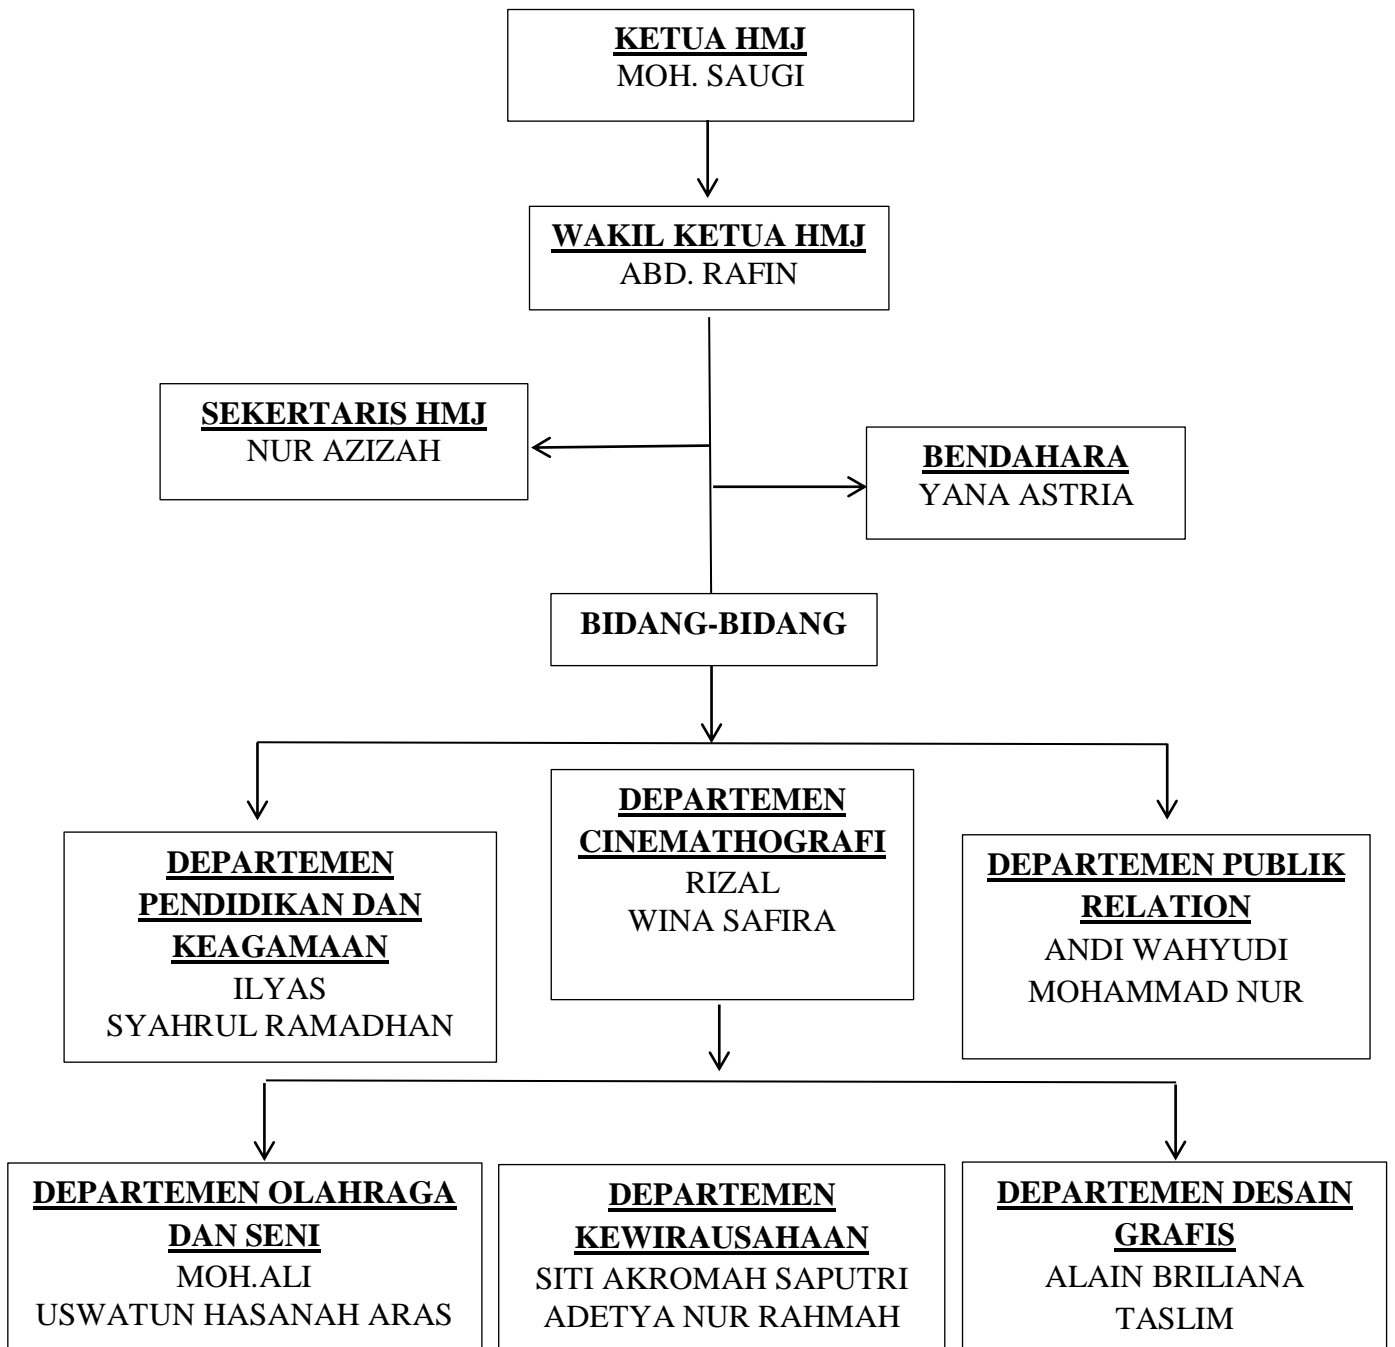 KETUA HMJ
MOH. SAUGI
WAKIL KETUA HMJ
ABD. RAFIN
SEKERTARIS HMJ
NUR AZIZAH
BENDAHARA
YANA ASTRIA
BIDANG-BIDANG
DEPARTEMEN
PENDIDIKAN DAN
KEAGAMAAN
ILYAS
SYAHRUL RAMADHAN
DEPARTEMEN
CINEMATHOGRAFI
RIZAL
WINA SAFIRA
DEPARTEMEN PUBLIK
RELATION
ANDI WAHYUDI
MOHAMMAD NUR
DEPARTEMEN OLAHRAGA
DAN SENI
MOH.ALI
USWATUN HASANAH ARAS
DEPARTEMEN
KEWIRAUSAHAAN
SITI AKROMAH SAPUTRI
ADETYA NUR RAHMAH
DEPARTEMEN DESAIN
GRAFIS
ALAIN BRILIANA
TASLIM